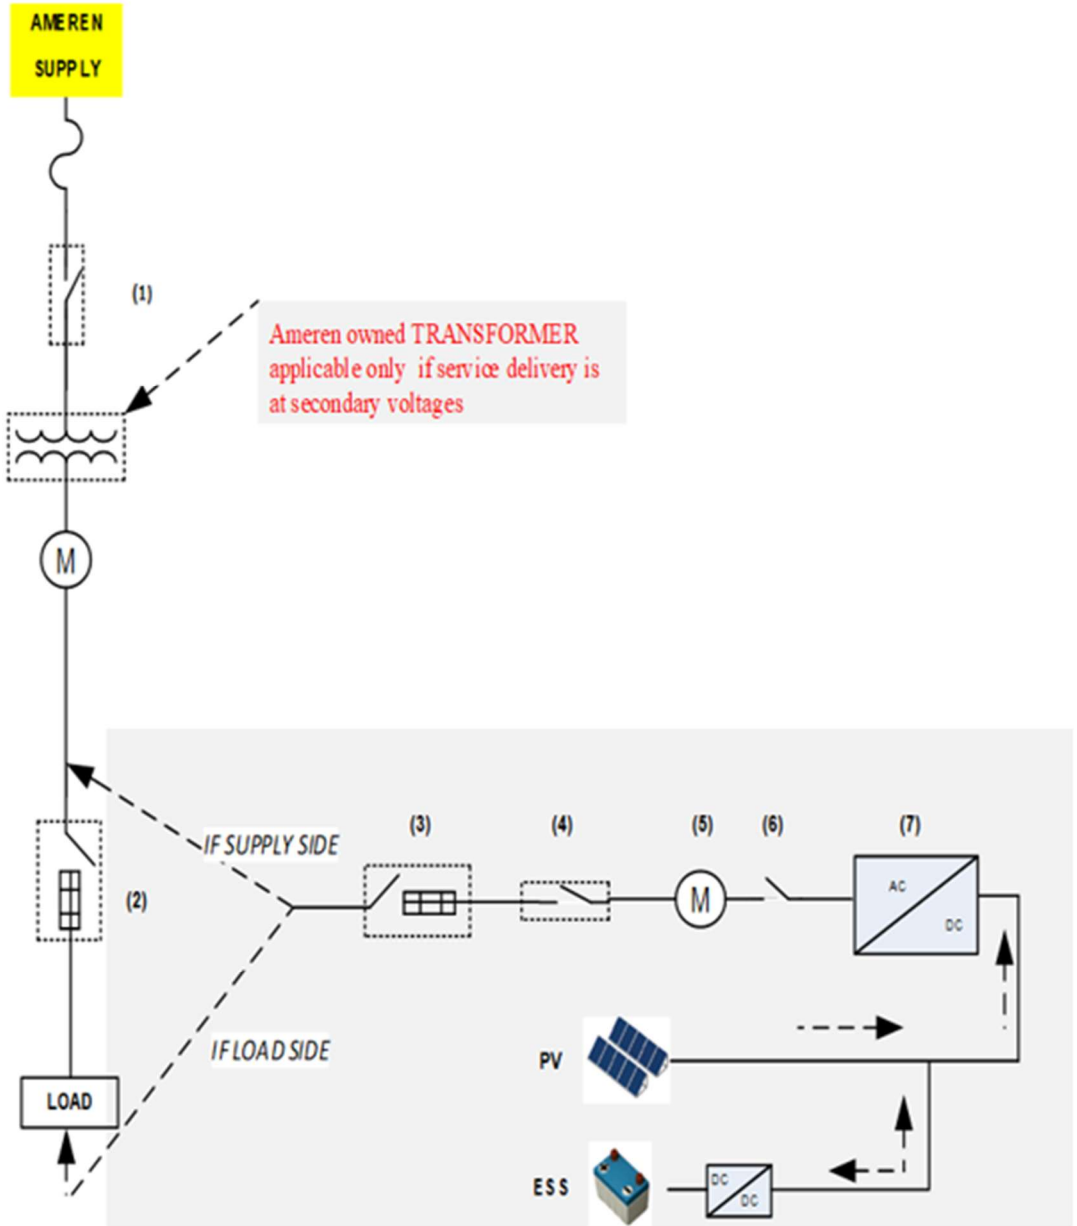 AMEREN
SUPPLY
(1)
Ameren owned TRANSFORMER
applicable only if service delivery is
at secondary voltages
M
IF SUPPLY SIDE
(3)
(4)
(5)
(6)
(7)
M
AC
DC
(2)
IF LOAD SIDE
PV
LOAD
ESS
DC
DC